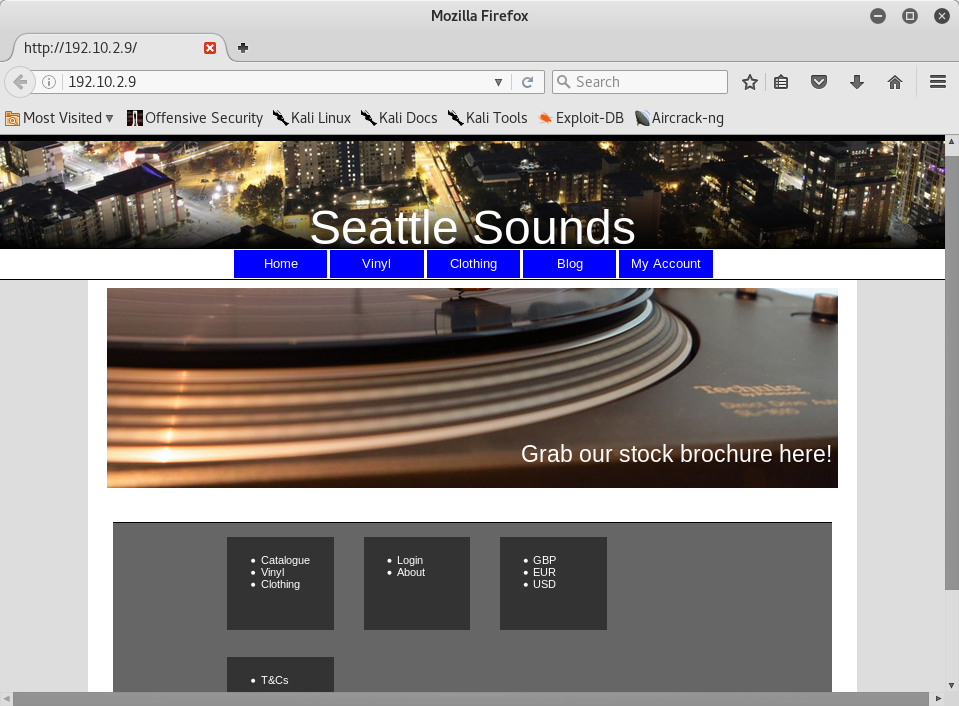 Mozilla Firefox
http://192.10.2.9/
192.10.2.9
Search
Most Visited
Offensive Security
Kali Linux
Kali Docs
Kali Tools
Exploit-DB
Aircrack-ng
Seattle Sounds
Home
Vinyl
Clothing
Blog
My Account
Technics
Grab our stock brochure here!
Catalogue
Vinyl
Clothing
Login
About
GBP
EUR
USD
T&Cs